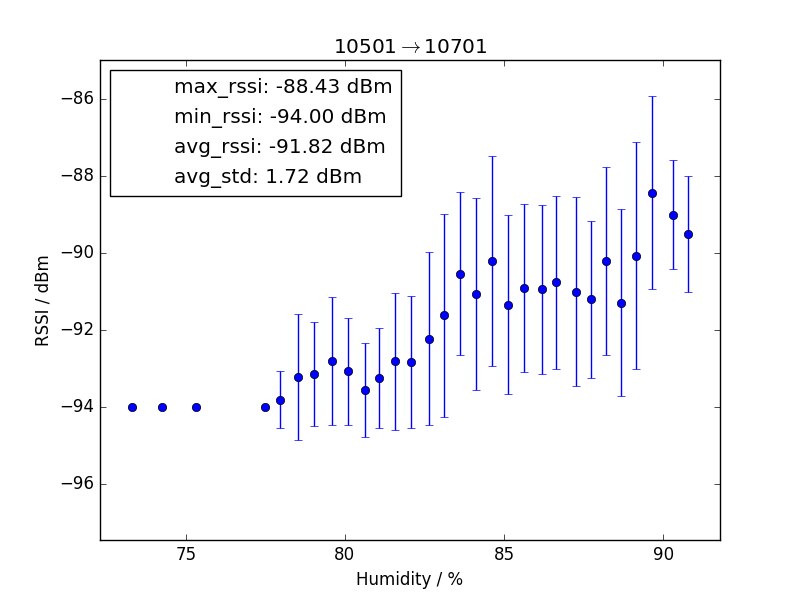 10501→10701
max_rssi: -88.43 dBm
min_rssi: -94.00 dBm
avg_rssi: -91.82 dBm
avg_std: 1.72 dBm
−86
−88
−90
−92
−94
−96
RSSI / dBm
75
80
85
90
Humidity / %